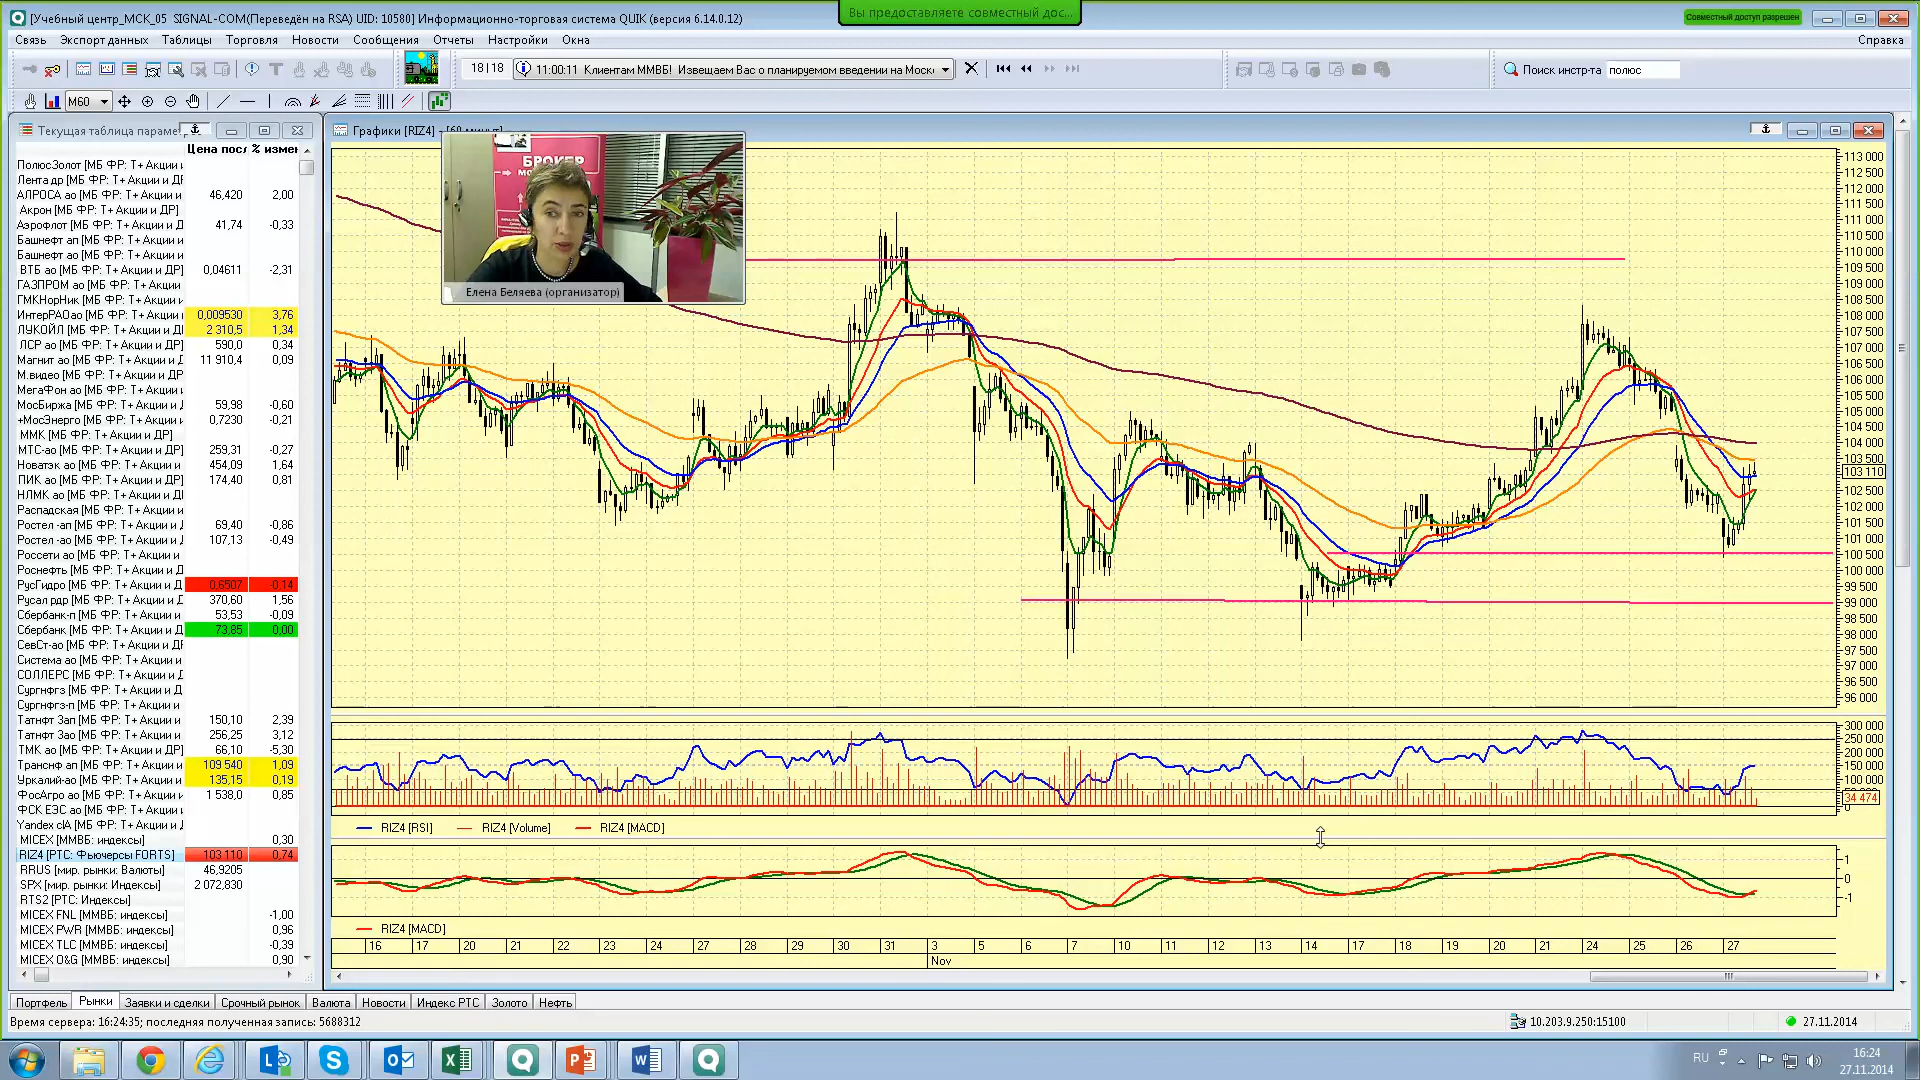 [Учебный центр_МСК_05 SIGNAL-COM(Переведён на RSA) UID: 10580] Информационно-торговая система QUIK (версия 6.14.0.12)
Вы предоставляете совместный дос...
Совместный доступ разрешен
Связь Экспорт данных Таблицы Торговля Новости Сообщения Отчеты Настройки Окна Справка
18|18 11:00:11 Клиентам ММВБ! Извещаем Вас о планируемом введении на Моск Поиск инстр-та полюс
M60
Текущая таблица параме
Графики [RIZ4] - [60 минут]
Цена посл % измен
ПолюсЗолот [МБ ФР: Т+ Акции и
Лента др [МБ ФР: Т+ Акции и ДР
АЛРОСА ао [МБ ФР: Т+ Акции и 46,420 2,00
Акрон [МБ ФР: Т+ Акции и ДР]
Аэрофлот [МБ ФР: Т+ Акции и Д 41,74 -0,33
Башнефт ап [МБ ФР: Т+ Акции и
Башнефт ао [МБ ФР: Т+ Акции и
ВТБ ао [МБ ФР: Т+ Акции и ДР] 0,04611 -2,31
ГАЗПРОМ ао [МБ ФР: Т+ Акции и
ГМКНорНик [МБ ФР: Т+ Акции и
ИнтерРАОао [МБ ФР: Т+ Акции и 0,009530 3,76
ЛУКОЙЛ [МБ ФР: Т+ Акции и Д 2 310,5 1,34
ЛСР ао [МБ ФР: Т+ Акции и ДР] 590,0 0,34
Магнит ао [МБ ФР: Т+ Акции и Д 11 910,4 0,09
М.видео [МБ ФР: Т+ Акции и ДР]
МегаФон ао [МБ ФР: Т+ Акции и
МосБиржа [МБ ФР: Т+ Акции и Д 59,98 -0,60
+МосЭнерго [МБ ФР: Т+ Акции и 0,7230 -0,21
ММК [МБ ФР: Т+ Акции и ДР]
МТС-ао [МБ ФР: Т+ Акции и ДР] 259,31 -0,27
Новатэк ао [МБ ФР: Т+ Акции и 454,09 1,64
ПИК ао [МБ ФР: Т+ Акции и ДР] 174,40 0,81
НЛМК ао [МБ ФР: Т+ Акции и ДР
Распадская [МБ ФР: Т+ Акции и
Ростел -ап [МБ ФР: Т+ Акции и 69,40 -0,86
Ростел -ао [МБ ФР: Т+ Акции и 107,13 -0,49
Россети ао [МБ ФР: Т+ Акции и
Роснефть [МБ ФР: Т+ Акции и ДР
РусГидро [МБ ФР: Т+ Акции и Д 0,6507 0,14
Русал рдр [МБ ФР: Т+ Акции и Д 370,60 1,56
Сбербанк-п [МБ ФР: Т+ Акции и 53,53 -0,09
Сбербанк [МБ ФР: Т+ Акции и Д 73,85 0,00
СевСт-ао [МБ ФР: Т+ Акции и ДР
Система ао [МБ ФР: Т+ Акции и
СОЛЛЕРС [МБ ФР: Т+ Акции и Д
Сургнфгз [МБ ФР: Т+ Акции и Д
Сургнфгз-п [МБ ФР: Т+ Акции и
Татнфт 3ап [МБ ФР: Т+ Акции и 150,10 2,39
Татнфт 3ао [МБ ФР: Т+ Акции и 256,25 3,12
ТМК ао [МБ ФР: Т+ Акции и ДР] 66,10 -5,30
Транснф ап [МБ ФР: Т+ Акции и 109 540 1,09
Уркалий-ао [МБ ФР: Т+ Акции и 135,15 0,19
ФосАгро ао [МБ ФР: Т+ Акции и 1 538,0 0,85
ФСК ЕЭС ао [МБ ФР: Т+ Акции и
Yandex clA [МБ ФР: Т+ Акции и Д
MICEX [ММВБ: индексы] 0,30
RIZ4 [РТС: Фьючерсы FORTS] 103 110 0,74
RRUS [мир. рынки: Валюты] 46,9205
SPX [мир. рынки: Индексы] 2 072,830
RTS2 [РТС: Индексы]
MICEX FNL [ММВБ: индексы] -1,00
MICEX PWR [ММВБ: индексы] 0,96
MICEX TLC [ММВБ: индексы] -0,39
MICEX O&G [ММВБ: индексы] 0,90
БРОКЕР
Елена Беляева (организатор)
113 000
112 500
112 000
111 500
111 000
110 500
110 000
109 500
109 000
108 500
108 000
107 500
107 000
106 500
106 000
105 500
105 000
104 500
104 000
103 500
103 110
102 500
102 000
101 500
101 000
100 500
100 000
99 500
99 000
98 500
98 000
97 500
97 000
96 500
96 000
300 000
250 000
200 000
150 000
100 000
34 474
0
RIZ4 [RSI] RIZ4 [Volume] RIZ4 [MACD]
1
0
-1
RIZ4 [MACD]
16 17 20 21 22 23 24 27 28 29 30 31 3 5 6 7 10 11 12 13 14 17 18 19 20 21 24 25 26 27
Nov
Портфель Рынки Заявки и сделки Срочный рынок Валюта Новости Индекс РТС Золото Нефть
Время сервера: 16:24:35; последняя полученная запись: 5688312 10.203.9.250:15100 27.11.2014
RU 16:24
27.11.2014